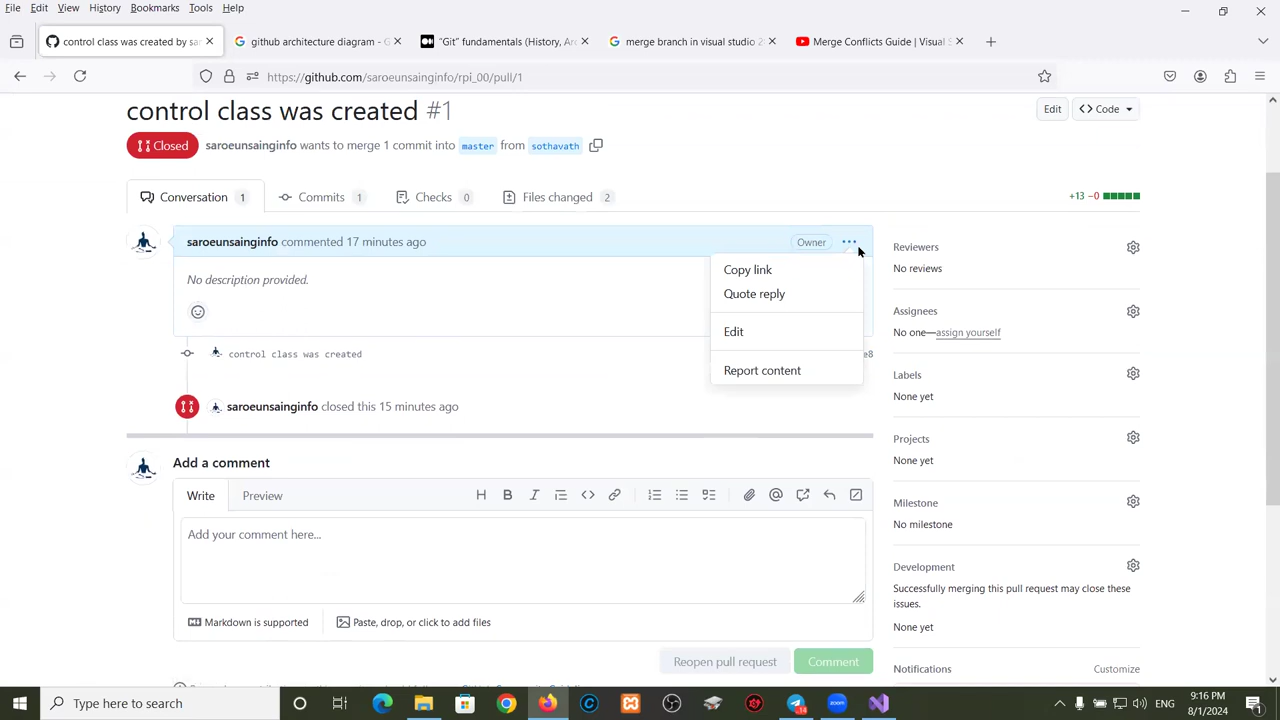 File Edit View History Bookmarks Tools Help
control class was created by sa
github architecture diagram - G
"Git" fundamentals (History, Ar
merge branch in visual studio 2
Merge Conflicts Guide | Visual S
https://github.com/saroeunsainginfo/rpi_00/pull/1
control class was created #1
Edit
Code
Closed
saroeunsainginfo wants to merge 1 commit into master from sothavath
Conversation 1
Commits 1
Checks 0
Files changed 2
+13 −0
saroeunsainginfo commented 17 minutes ago
Owner
No description provided.
Copy link
Quote reply
Edit
Report content
control class was created
e8
saroeunsainginfo closed this 15 minutes ago
Add a comment
Write
Preview
Add your comment here...
Markdown is supported
Paste, drop, or click to add files
Reopen pull request
Comment
Reviewers
No reviews
Assignees
No one—assign yourself
Labels
None yet
Projects
None yet
Milestone
No milestone
Development
Successfully merging this pull request may close these
issues.
None yet
Notifications
Customize
Type here to search
14
zoom
ENG
9:16 PM
8/1/2024
1